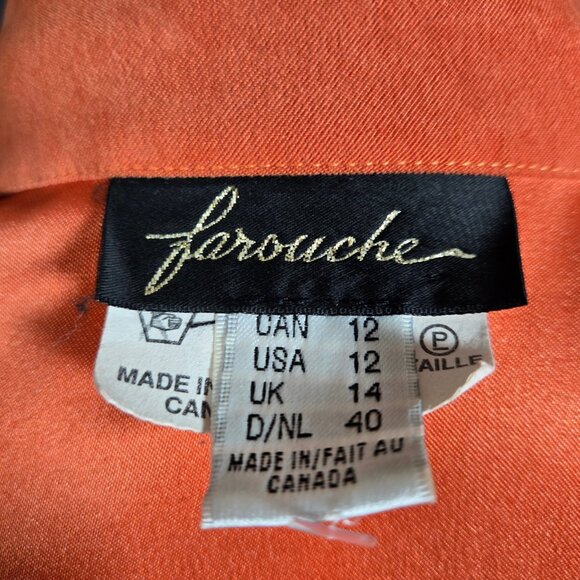 farouche
CAN 12
USA 12
UK 14
D/NL 40
MADE IN/FAIT AU
CANADA
MADE IN
CAN
P
TAILLE